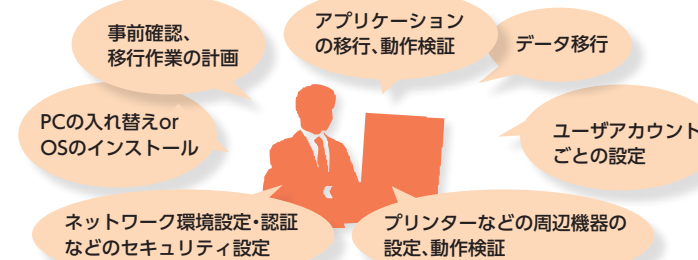 事前確認、
移行作業の計画
アプリケーション
の移行、動作検証
データ移行
PCの入れ替えor
OSのインストール
ユーザアカウント
ごとの設定
ネットワーク環境設定・認証
などのセキュリティ設定
プリンターなどの周辺機器の
設定、動作検証